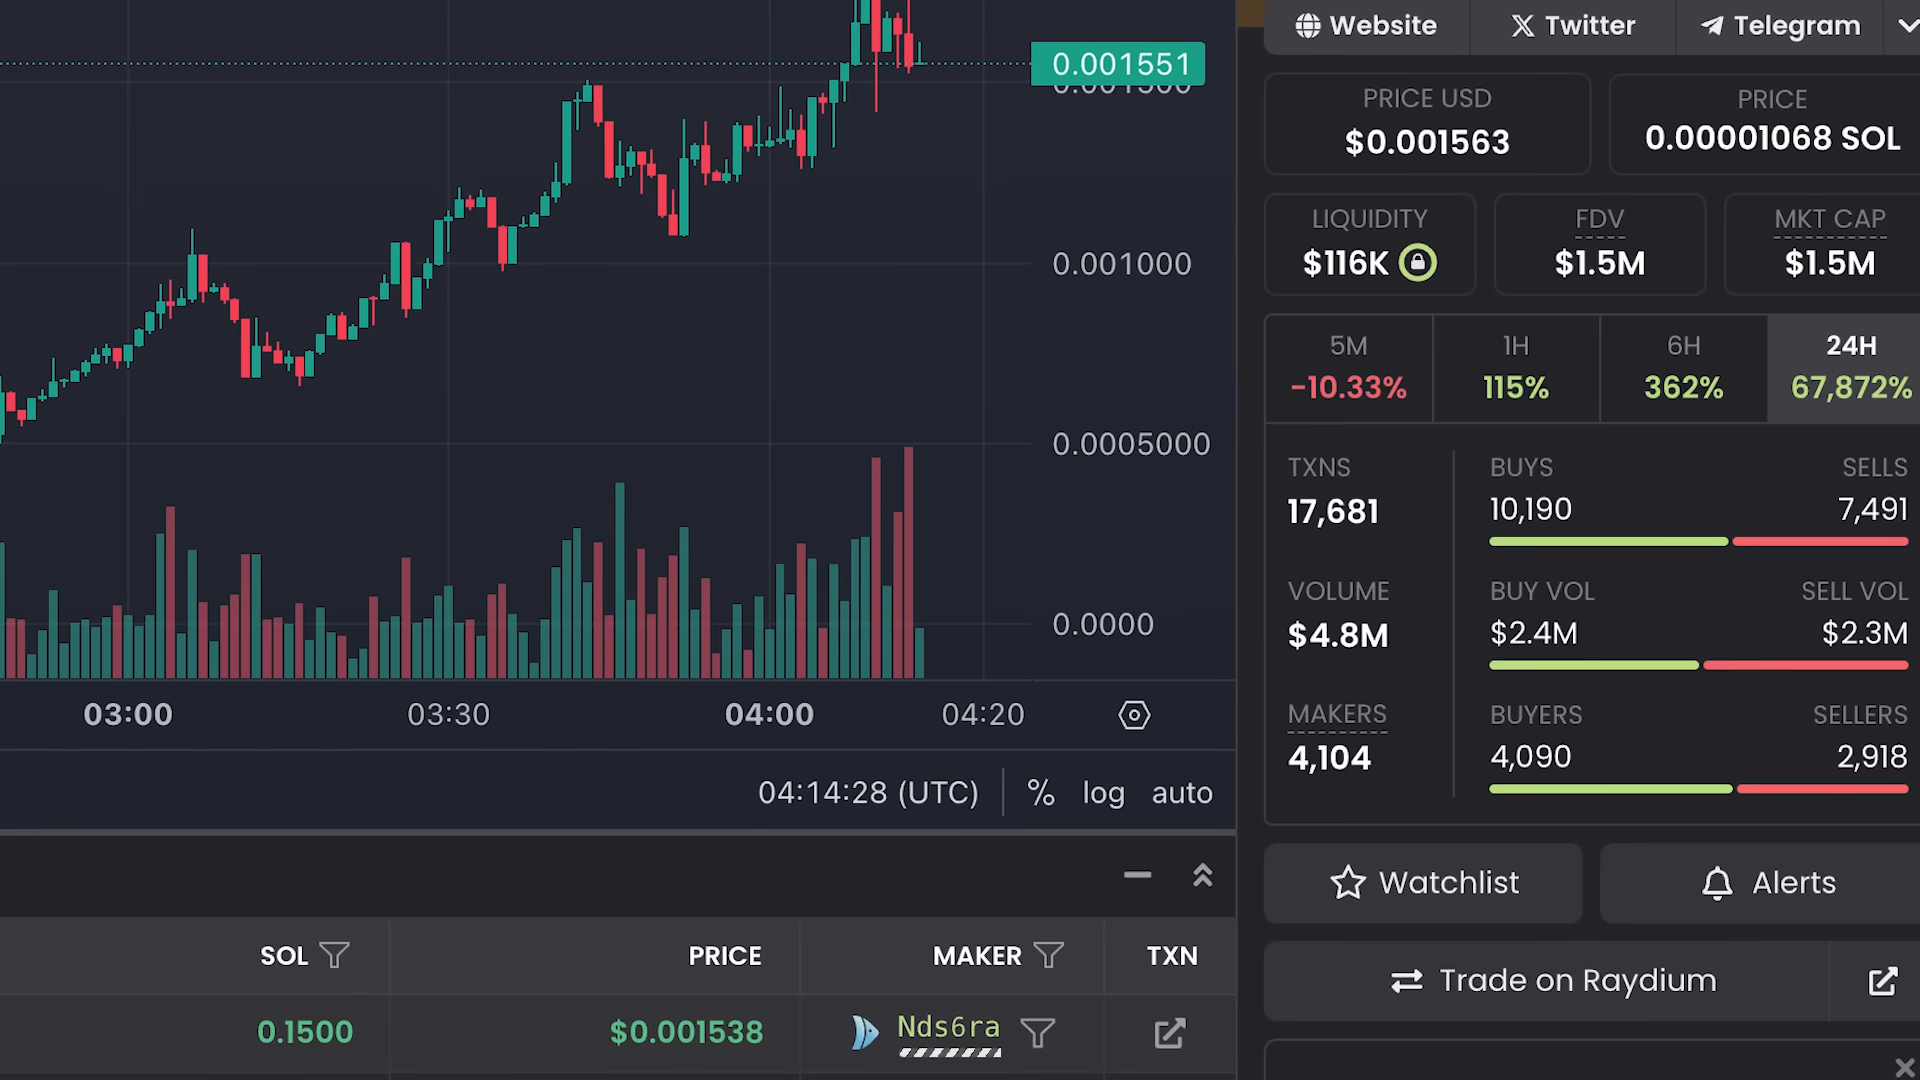 0.001551
0.001500
0.001000
0.0005000
0.0000
03:00 03:30 04:00 04:20
04:14:28 (UTC) % log auto
SOL PRICE MAKER TXN
0.1500 $0.001538 Nds6ra
Website Twitter Telegram
PRICE USD PRICE
$0.001563 0.00001068 SOL
LIQUIDITY FDV MKT CAP
$116K $1.5M $1.5M
5M 1H 6H 24H
-10.33% 115% 362% 67,872%
TXNS BUYS SELLS
17,681 10,190 7,491
VOLUME BUY VOL SELL VOL
$4.8M $2.4M $2.3M
MAKERS BUYERS SELLERS
4,104 4,090 2,918
Watchlist Alerts
Trade on Raydium